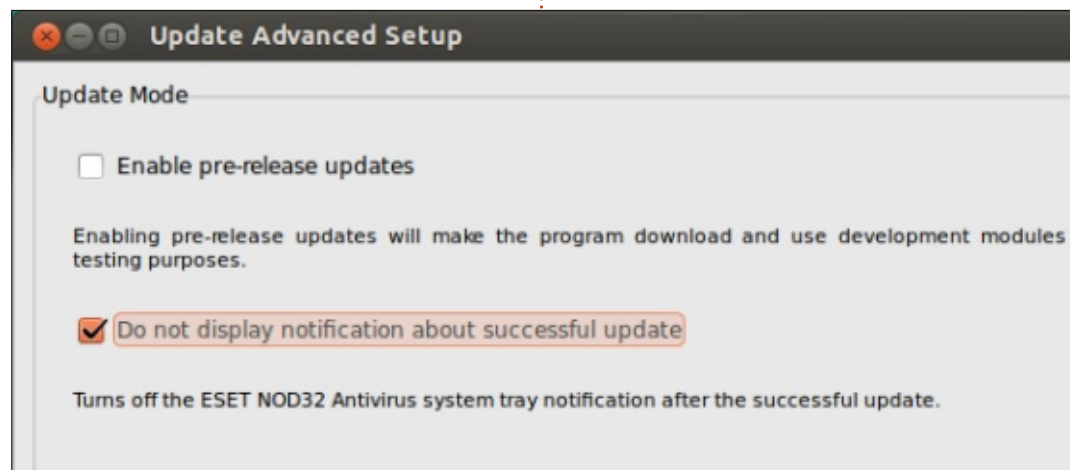 Update Advanced Setup
Update Mode
Enable pre-release updates
Enabling pre-release updates will make the program download and use development modules
testing purposes.
Do not display notification about successful update
Turns off the ESET NOD32 Antivirus system tray notification after the successful update.